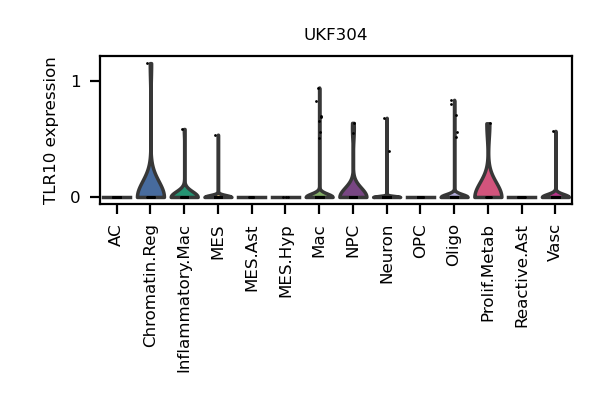 UKF304
TLR10 expression
1
0
AC
Chromatin.Reg
Inflammatory.Mac
MES
MES.Ast
MES.Hyp
Mac
NPC
Neuron
OPC
Oligo
Prolif.Metab
Reactive.Ast
Vasc